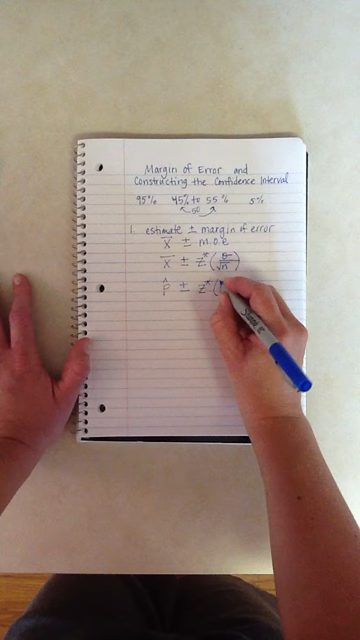 Margin of Error and
Constructing the Confidence Interval
95% 45% to 55% 5%
50
1. estimate ± margin of error
x̄ ± m.o.e
x̄ ± z*(σ/√n)
p̂ ± z*(
Sharpie